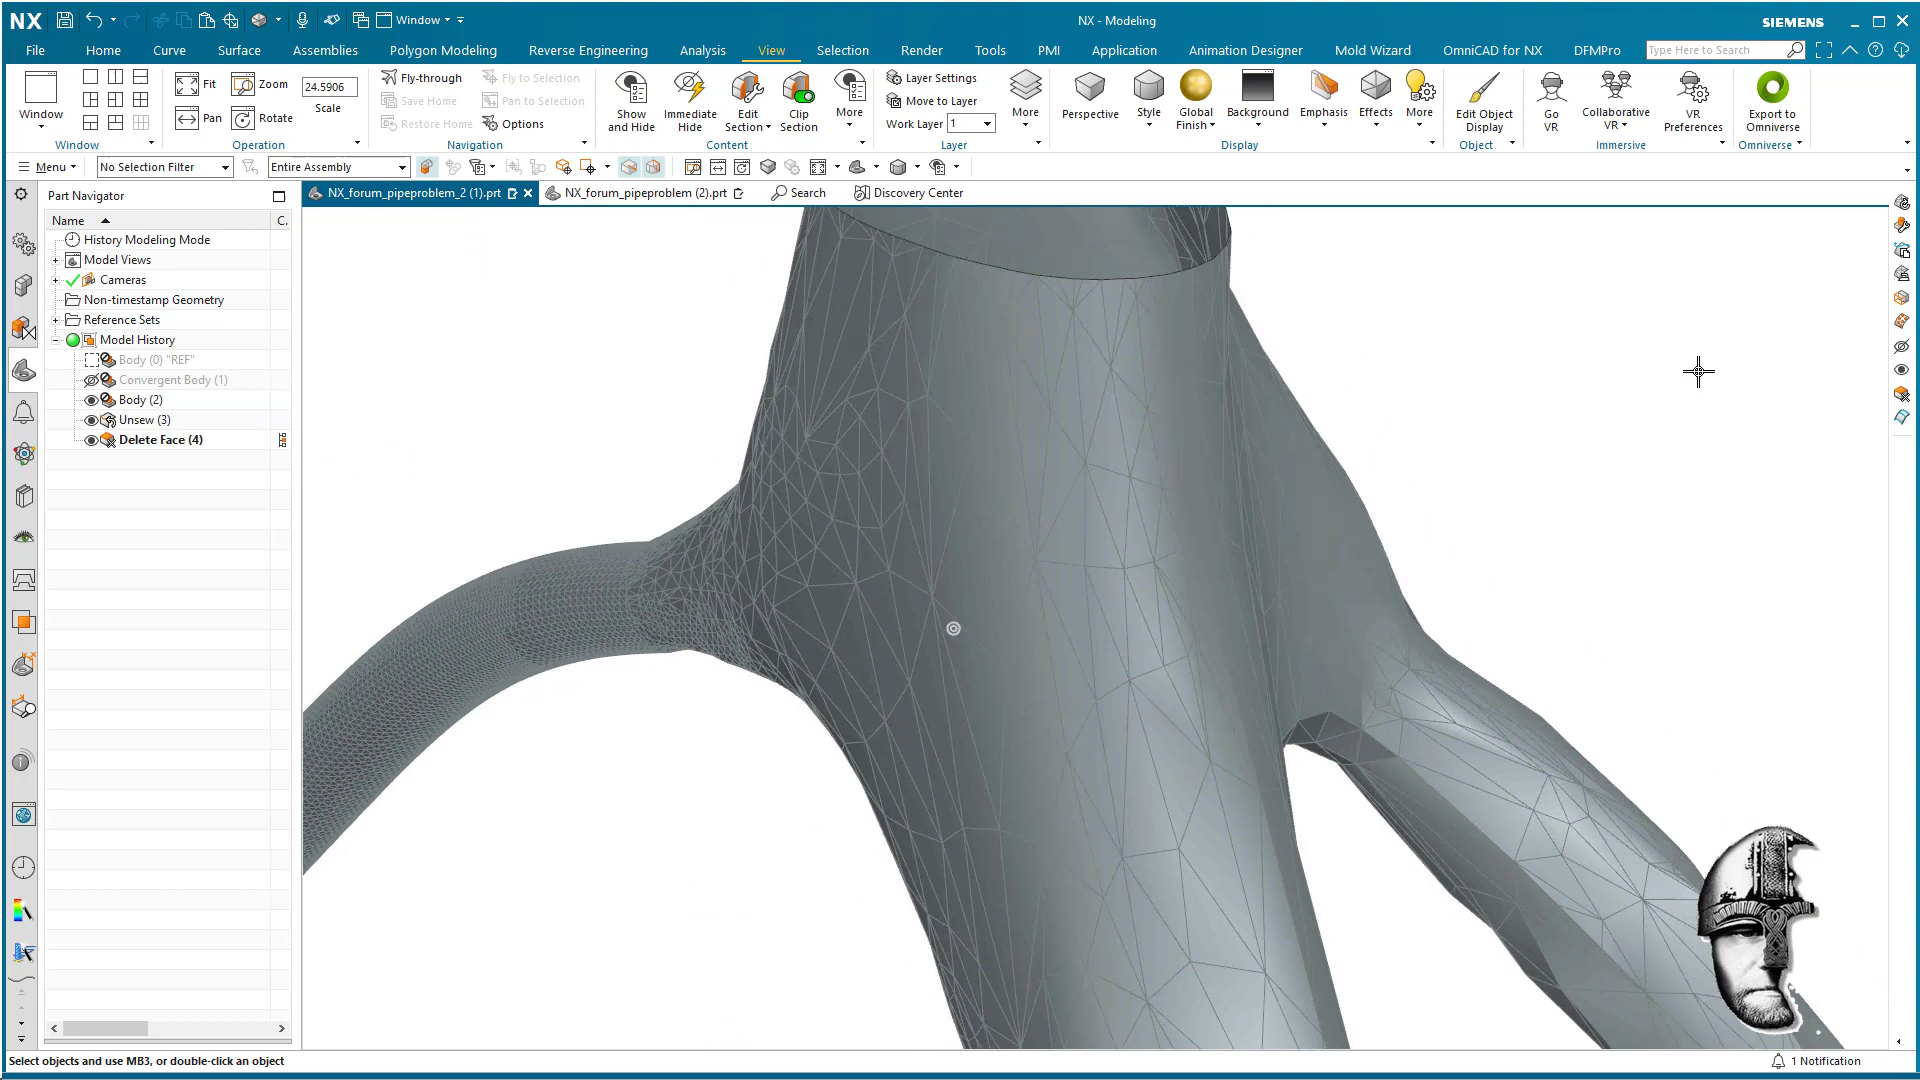 NX Window NX - Modeling SIEMENS
File Home Curve Surface Assemblies Polygon Modeling Reverse Engineering Analysis View Selection Render Tools PMI Application Animation Designer Mold Wizard OmniCAD for NX DFMPro Type Here to Search
Window
Window
Fit Zoom 24.5906
Pan Rotate Scale
Operation
Fly-through Fly to Selection
Save Home Pan to Selection
Restore Home Options
Navigation
Show and Hide
Immediate Hide
Edit Section
Clip Section
More
Content
Layer Settings
Move to Layer
Work Layer 1
More
Layer
Perspective
Style
Global Finish
Background
Emphasis
Effects
More
Display
Edit Object Display
Object
Go VR
Collaborative VR
VR Preferences
Immersive
Export to Omniverse
Omniverse
Menu No Selection Filter Entire Assembly
Part Navigator
NX_forum_pipeproblem_2 (1).prt NX_forum_pipeproblem (2).prt Search Discovery Center
Name C.
History Modeling Mode
Model Views
Cameras
Non-timestamp Geometry
Reference Sets
Model History
Body (0) "REF"
Convergent Body (1)
Body (2)
Unsew (3)
Delete Face (4)
Select objects and use MB3, or double-click an object 1 Notification